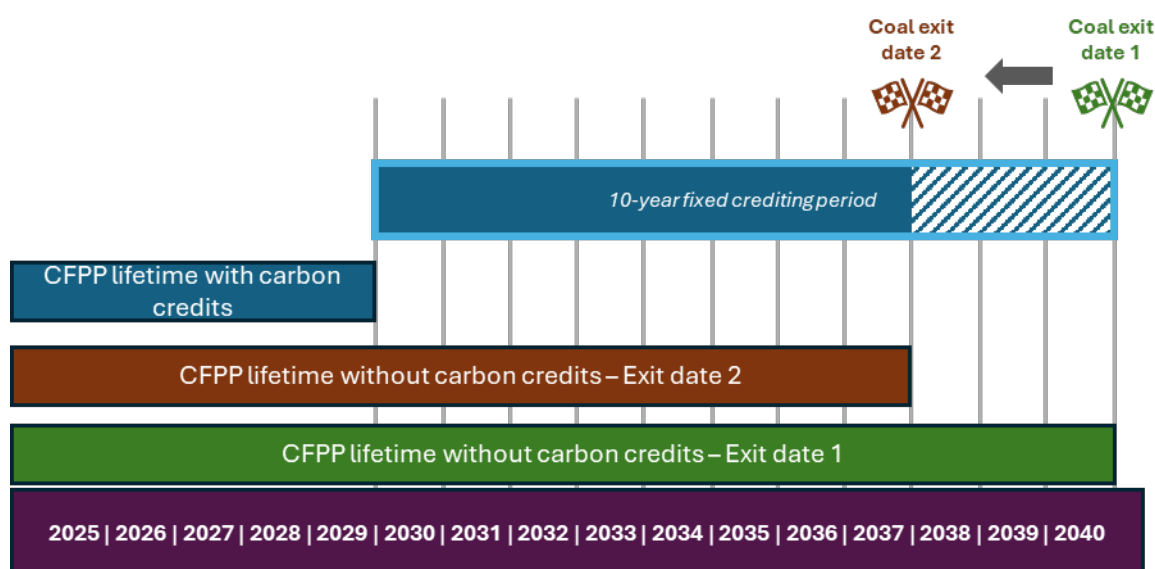 Coal exit
date 2
Coal exit
date 1
10-year fixed crediting period
CFPP lifetime with carbon
credits
CFPP lifetime without carbon credits – Exit date 2
CFPP lifetime without carbon credits – Exit date 1
2025 | 2026 | 2027 | 2028 | 2029 | 2030 | 2031 | 2032 | 2033 | 2034 | 2035 | 2036 | 2037 | 2038 | 2039 | 2040